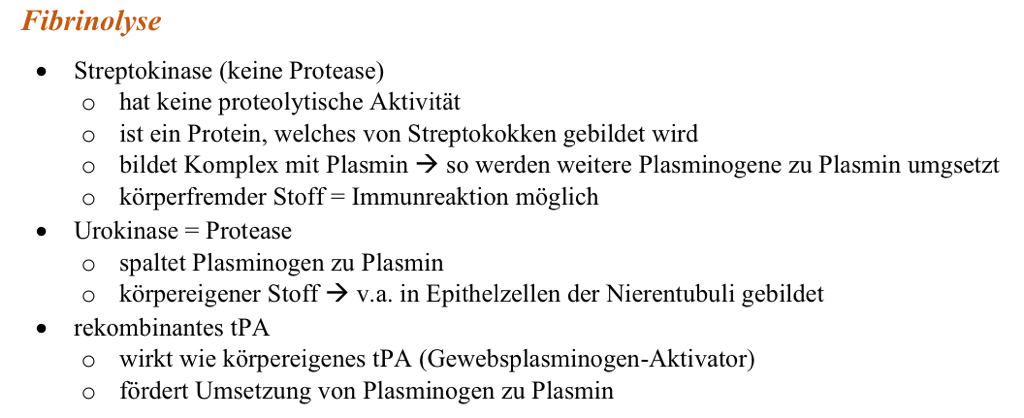 Fibrinolyse
• Streptokinase (keine Protease)
o hat keine proteolytische Aktivität
o ist ein Protein, welches von Streptokokken gebildet wird
o bildet Komplex mit Plasmin → so werden weitere Plasminogene zu Plasmin umgsetzt
o körperfremder Stoff = Immunreaktion möglich
• Urokinase = Protease
o spaltet Plasminogen zu Plasmin
o körpereigener Stoff → v.a. in Epithelzellen der Nierentubuli gebildet
• rekombinantes tPA
o wirkt wie körpereigenes tPA (Gewebsplasminogen-Aktivator)
o fördert Umsetzung von Plasminogen zu Plasmin